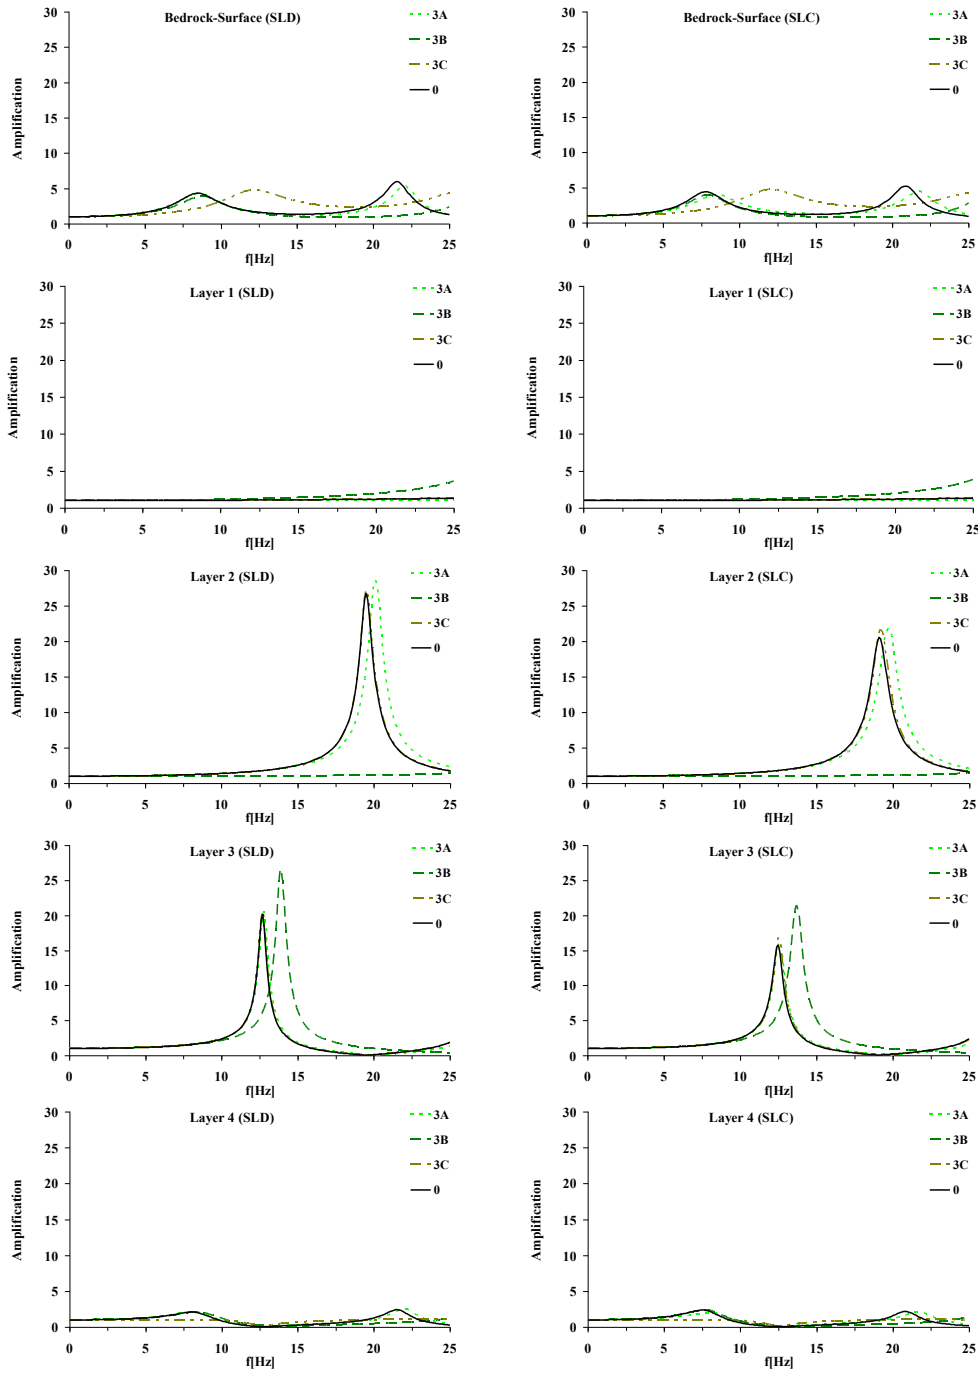 Bedrock-Surface (SLD)
Amplification
30
25
20
15
10
5
0
0 5 10 15 20 25
f[Hz]
3A
3B
3C
0
Bedrock-Surface (SLC)
Amplification
30
25
20
15
10
5
0
0 5 10 15 20 25
f[Hz]
3A
3B
3C
0
Layer 1 (SLD)
Amplification
30
25
20
15
10
5
0
0 5 10 15 20 25
f[Hz]
3A
3B
3C
0
Layer 1 (SLC)
Amplification
30
25
20
15
10
5
0
0 5 10 15 20 25
f[Hz]
3A
3B
3C
0
Layer 2 (SLD)
Amplification
30
25
20
15
10
5
0
0 5 10 15 20 25
f[Hz]
3A
3B
3C
0
Layer 2 (SLC)
Amplification
30
25
20
15
10
5
0
0 5 10 15 20 25
f[Hz]
3A
3B
3C
0
Layer 3 (SLD)
Amplification
30
25
20
15
10
5
0
0 5 10 15 20 25
f[Hz]
3A
3B
3C
0
Layer 3 (SLC)
Amplification
30
25
20
15
10
5
0
0 5 10 15 20 25
f[Hz]
3A
3B
3C
0
Layer 4 (SLD)
Amplification
30
25
20
15
10
5
0
0 5 10 15 20 25
f[Hz]
3A
3B
3C
0
Layer 4 (SLC)
Amplification
30
25
20
15
10
5
0
0 5 10 15 20 25
f[Hz]
3A
3B
3C
0